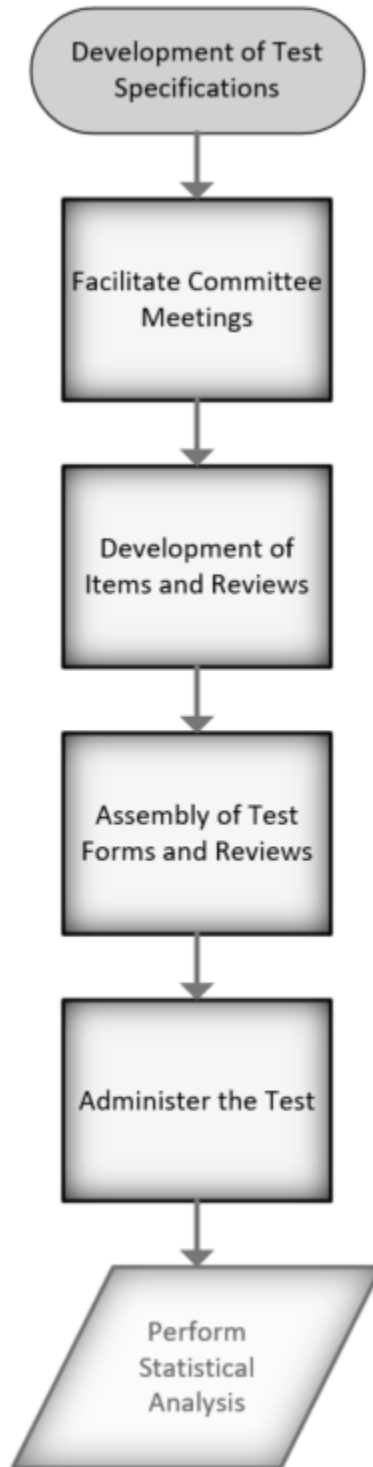 Development of Test
Specifications
Facilitate Committee
Meetings
Development of
Items and Reviews
Assembly of Test
Forms and Reviews
Administer the Test
Perform
Statistical
Analysis